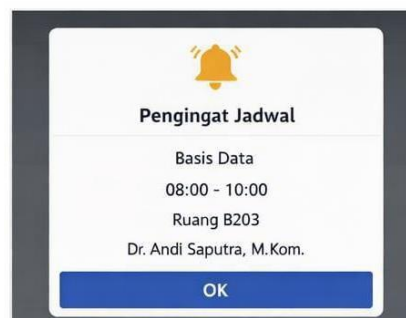 Pengingat Jadwal
Basis Data
08:00 - 10:00
Ruang B203
Dr. Andi Saputra, M.Kom.
OK